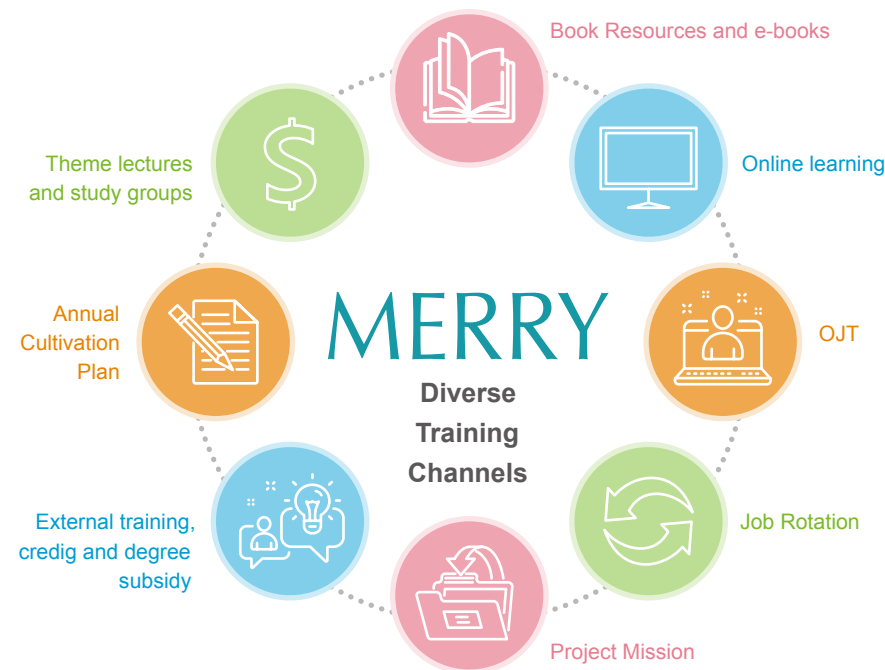 Book Resources and e-books
Online learning
OJT
Job Rotation
Project Mission
External training,
credig and degree
subsidy
Annual
Cultivation
Plan
Theme lectures
and study groups
MERRY
Diverse
Training
Channels